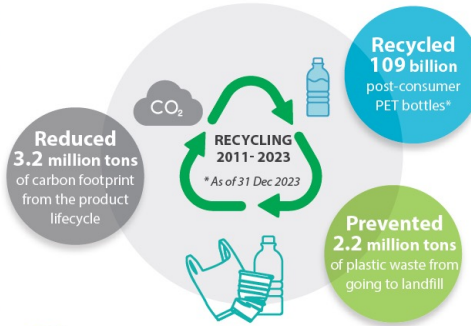 Recycled
109 billion
post-consumer
PET bottles*
CO₂
RECYCLING
2011- 2023
* As of 31 Dec 2023
Reduced
3.2 million tons
of carbon footprint
from the product
lifecycle
Prevented
2.2 million tons
of plastic waste from
going to landfill